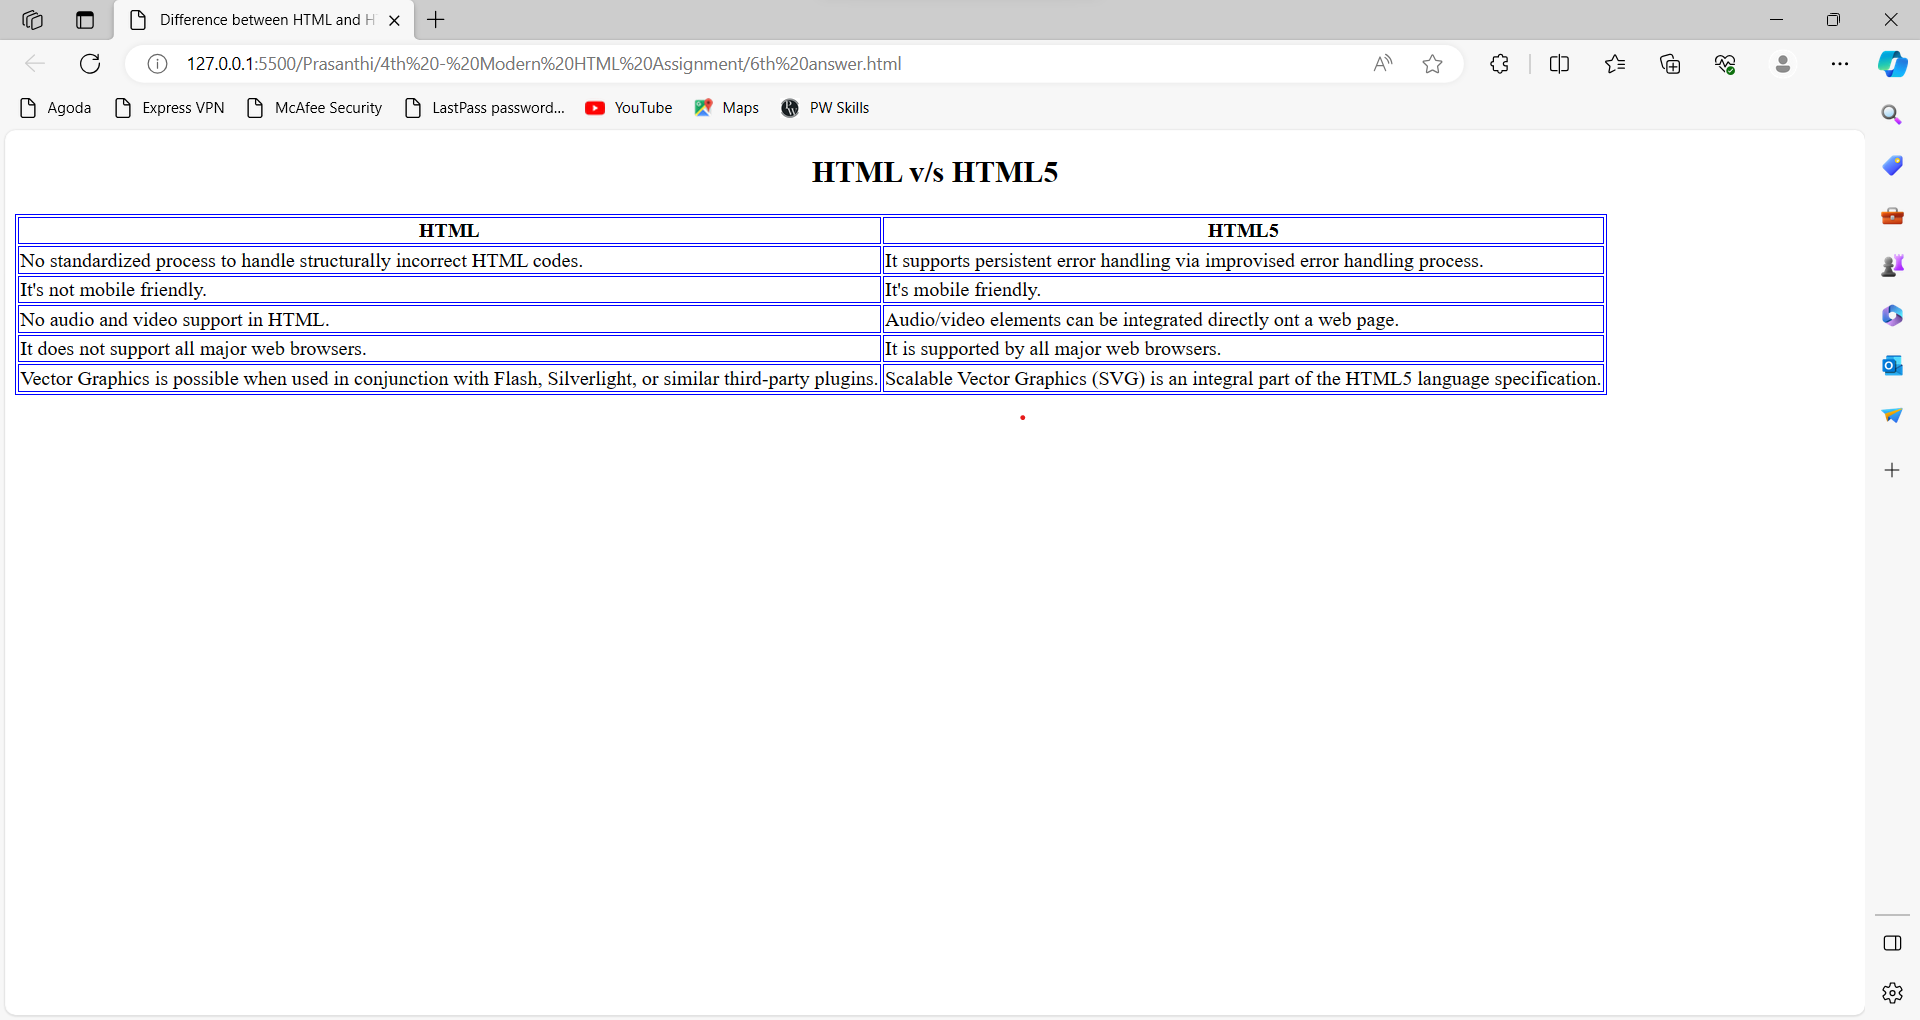 Difference between HTML and H
127.0.0.1:5500/Prasanthi/4th%20-%20Modern%20HTML%20Assignment/6th%20answer.html
Agoda Express VPN McAfee Security LastPass password... YouTube Maps PW Skills
HTML v/s HTML5
HTML HTML5
No standardized process to handle structurally incorrect HTML codes. It supports persistent error handling via improvised error handling process.
It's not mobile friendly. It's mobile friendly.
No audio and video support in HTML. Audio/video elements can be integrated directly ont a web page.
It does not support all major web browsers. It is supported by all major web browsers.
Vector Graphics is possible when used in conjunction with Flash, Silverlight, or similar third-party plugins. Scalable Vector Graphics (SVG) is an integral part of the HTML5 language specification.